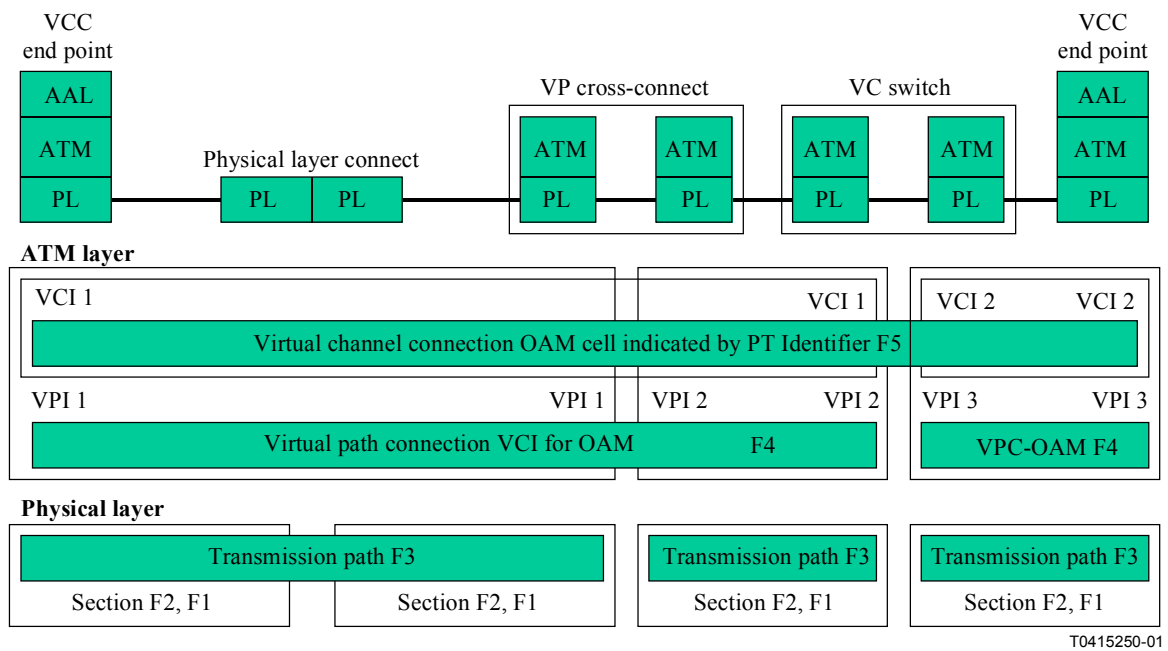 VCC
end point
VCC
end point
AAL
ATM
PL
Physical layer connect
PL PL
VP cross-connect
ATM ATM
PL PL
VC switch
ATM ATM
PL PL
AAL
ATM
PL
ATM layer
VCI 1 VCI 1 VCI 2 VCI 2
Virtual channel connection OAM cell indicated by PT Identifier F5
VPI 1 VPI 1 VPI 2 VPI 2 VPI 3 VPI 3
Virtual path connection VCI for OAM F4 VPC-OAM F4
Physical layer
Transmission path F3 Transmission path F3 Transmission path F3
Section F2, F1 Section F2, F1 Section F2, F1 Section F2, F1
T0415250-01